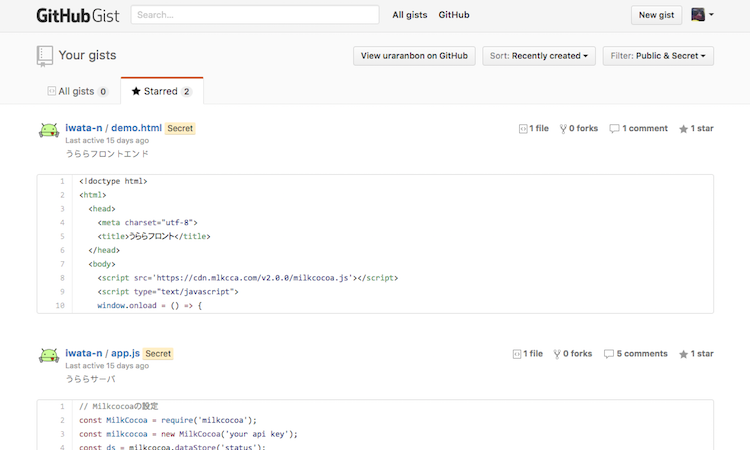 GitHub Gist Search... All gists GitHub New gist
Your gists View uraranbon on GitHub Sort: Recently created Filter: Public & Secret
All gists 0 Starred 2
iwata-n / demo.html Secret 1 file 0 forks 1 comment 1 star
Last active 15 days ago
うららフロントエンド
1 <!doctype html>
2 <html>
3 <head>
4 <meta charset="utf-8">
5 <title>うららフロント</title>
6 </head>
7 <body>
8 <script src='https://cdn.mlkcca.com/v2.0.0/milkcocoa.js'></script>
9 <script type="text/javascript">
10 window.onload = () => {
iwata-n / app.js Secret 1 file 0 forks 5 comments 1 star
Last active 15 days ago
うららサーバ
1 // Milkcocoaの設定
2 const MilkCocoa = require('milkcocoa');
3 const milkcocoa = new MilkCocoa('your api key');
4 const ds = milkcocoa.dataStore('status');